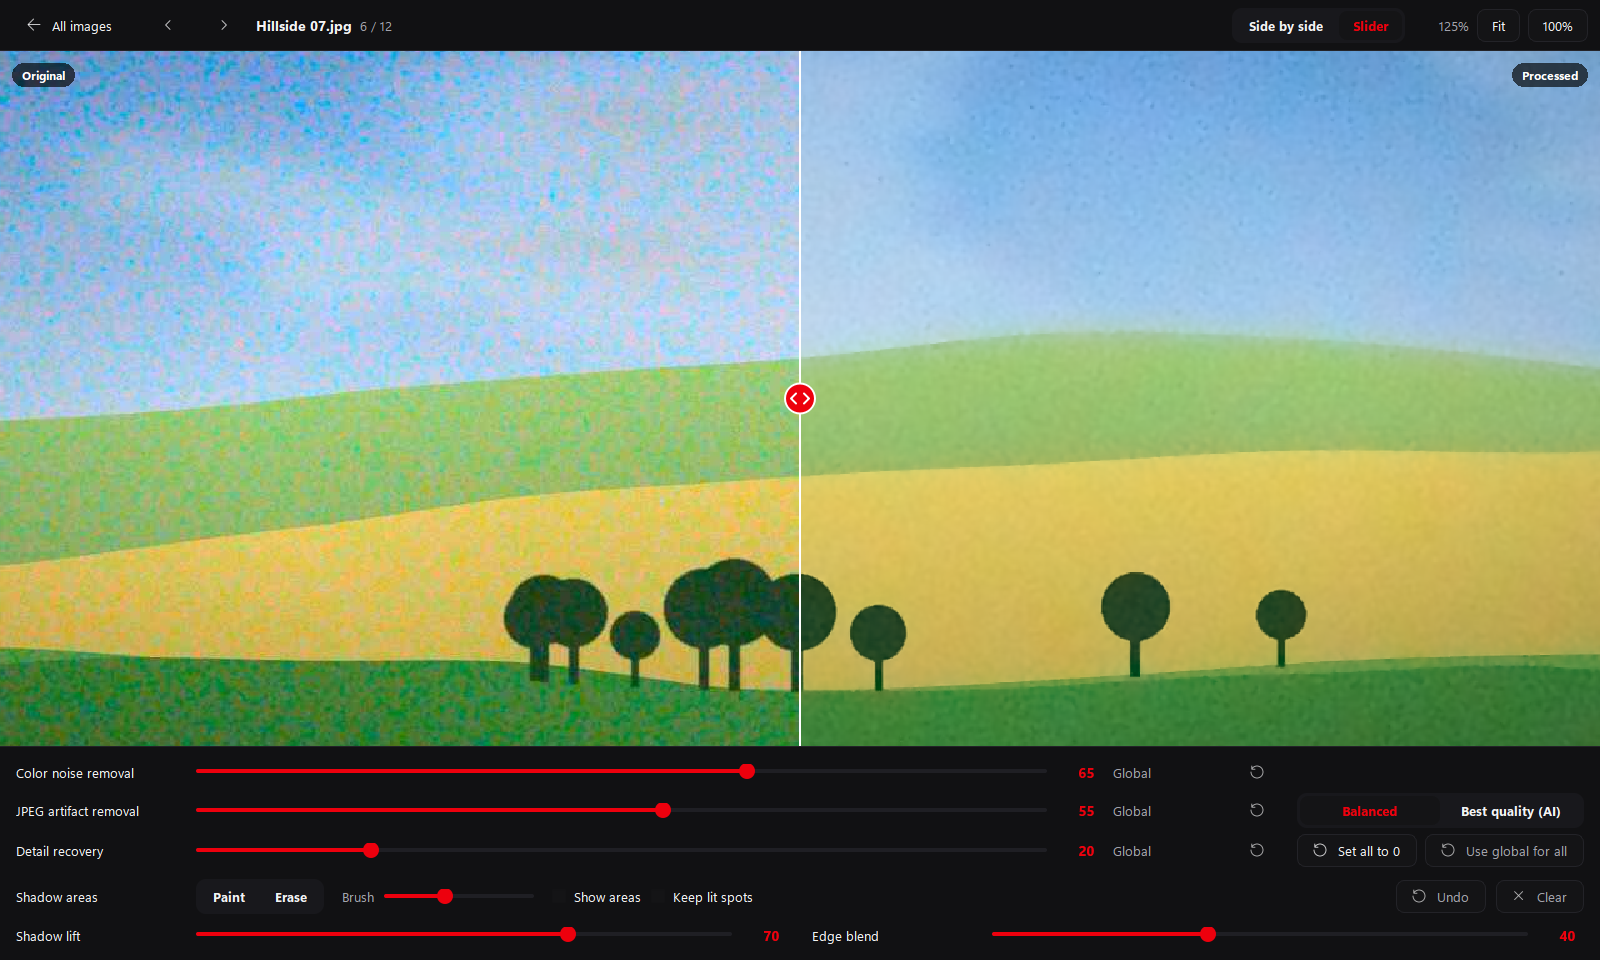 All images
Hillside 07.jpg 6 / 12
Side by side Slider 125% Fit 100%
Original
Processed
Color noise removal 65 Global
JPEG artifact removal 55 Global Balanced Best quality (AI)
Detail recovery 20 Global Set all to 0 Use global for all
Shadow areas Paint Erase Brush Show areas Keep lit spots Undo Clear
Shadow lift 70 Edge blend 40